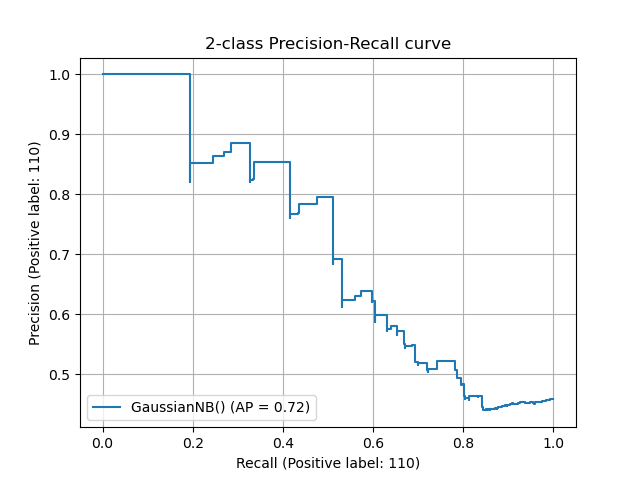 2-class Precision-Recall curve
1.0
0.9
0.8
0.7
0.6
0.5
Precision (Positive label: 110)
GaussianNB() (AP = 0.72)
0.0 0.2 0.4 0.6 0.8 1.0
Recall (Positive label: 110)